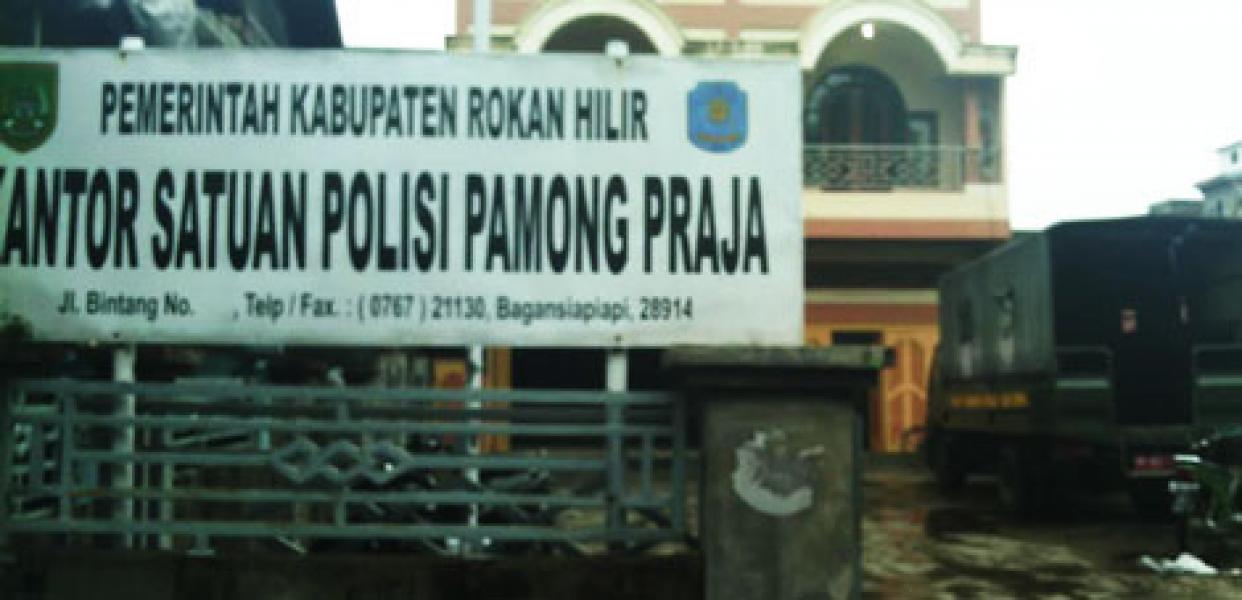 PEMERINTAH KABUPATEN ROKAN HILIR
KANTOR SATUAN POLISI PAMONG PRAJA
Jl. Bintang No. , Telp / Fax. : ( 0767 ) 21130, Bagansiapiapi, 28914